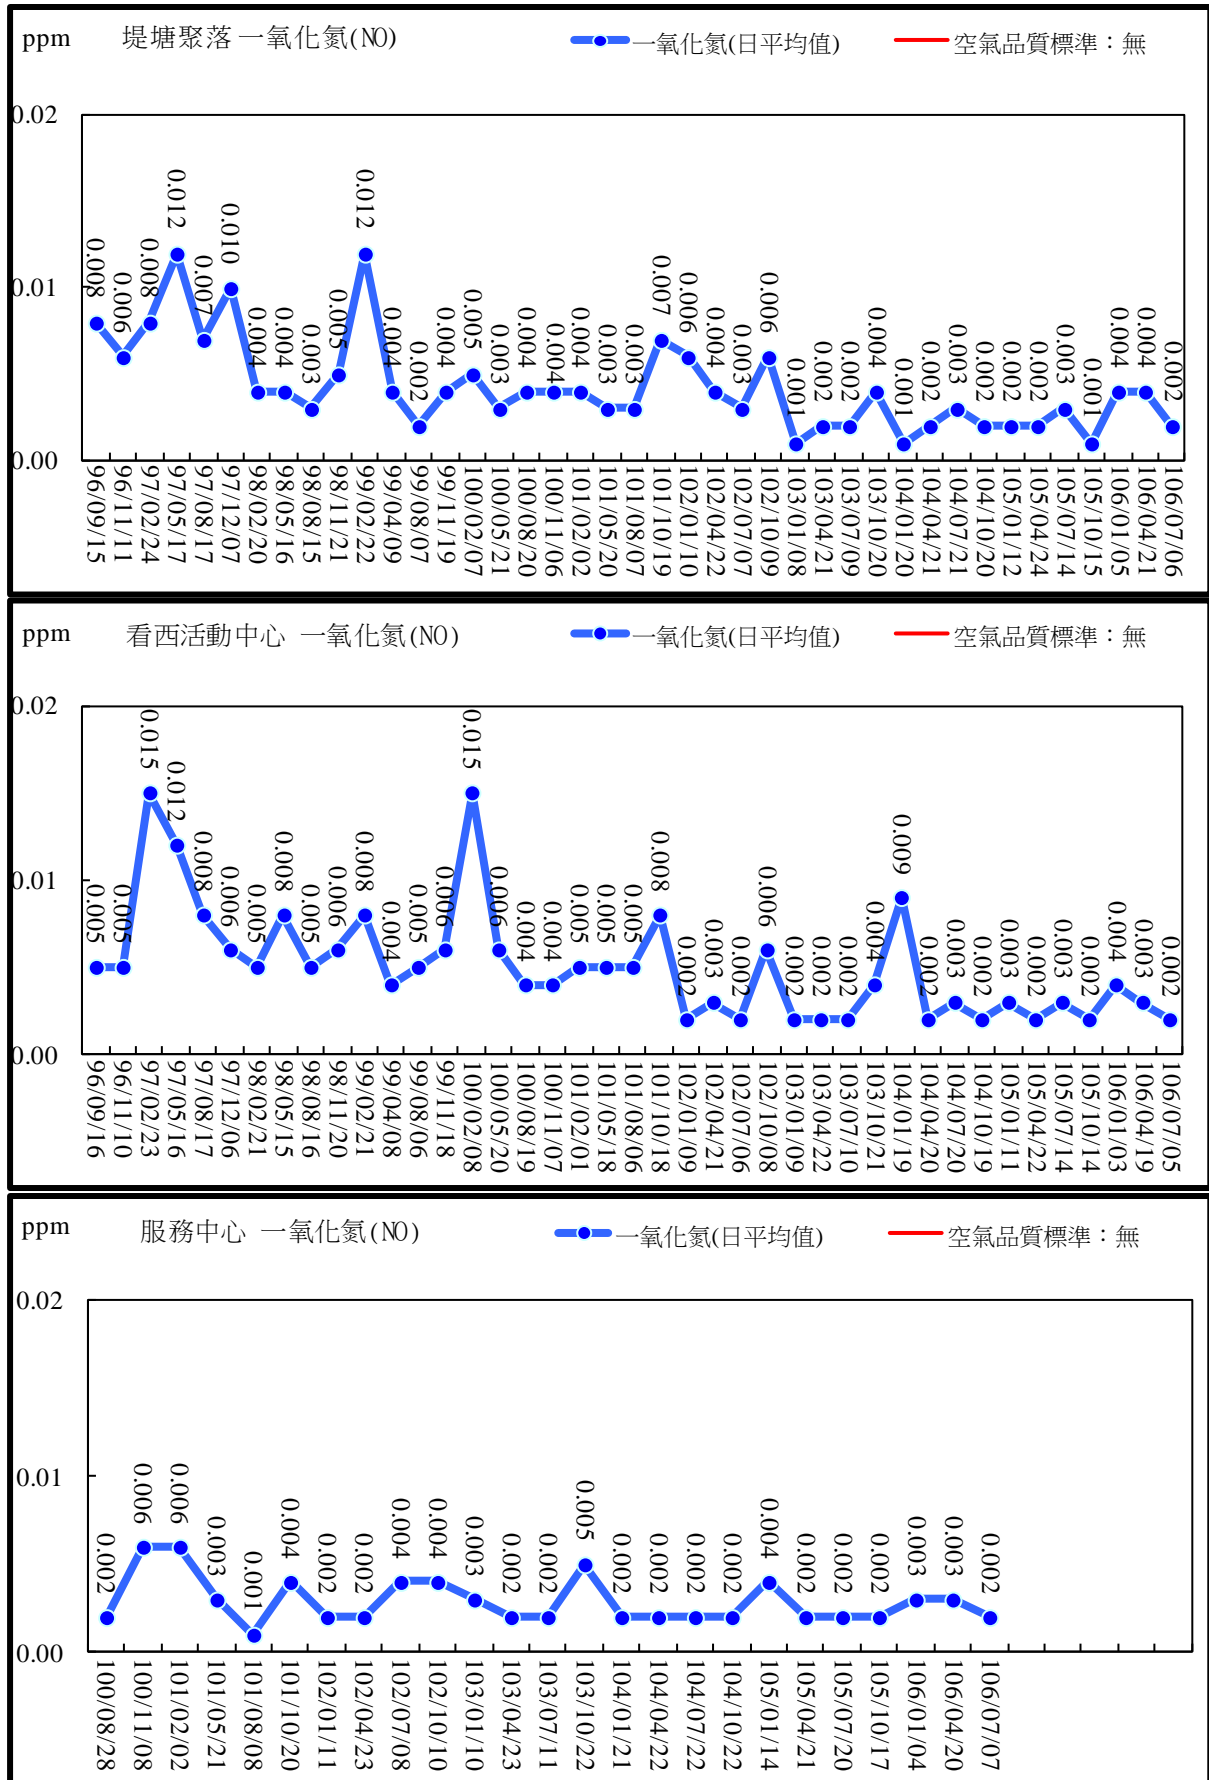 ppm 堤塘聚落 一氧化氮(NO) 一氧化氮(日平均值) 空氣品質標準：無
0.02
0.01
0.00
0.008 0.006 0.008 0.012 0.007 0.010 0.004 0.004 0.003 0.005 0.012 0.004 0.002 0.004 0.005 0.003 0.004 0.004 0.004 0.003 0.003 0.007 0.006 0.004 0.003 0.006 0.001 0.002 0.002 0.004 0.001 0.002 0.003 0.002 0.002 0.002 0.003 0.001 0.004 0.004 0.002
96/09/15 96/11/11 97/02/24 97/05/17 97/08/17 97/12/07 98/02/20 98/05/16 98/08/15 98/11/21 99/02/22 99/04/09 99/08/07 99/11/19 100/02/07 100/05/21 100/08/20 100/11/06 101/02/02 101/05/20 101/08/07 101/10/19 102/01/10 102/04/22 102/07/07 102/10/09 103/01/08 103/04/21 103/07/09 103/10/20 104/01/20 104/04/21 104/07/21 104/10/20 105/01/12 105/04/24 105/07/14 105/10/15 106/01/05 106/04/21 106/07/06
ppm 看西活動中心 一氧化氮(NO) 一氧化氮(日平均值) 空氣品質標準：無
0.02
0.01
0.00
0.005 0.005 0.015 0.012 0.008 0.006 0.005 0.008 0.005 0.006 0.008 0.004 0.005 0.006 0.015 0.006 0.004 0.004 0.005 0.005 0.005 0.008 0.002 0.003 0.002 0.006 0.002 0.002 0.002 0.004 0.009 0.002 0.003 0.002 0.003 0.002 0.003 0.002 0.004 0.003 0.002
96/09/16 96/11/10 97/02/23 97/05/16 97/08/17 97/12/06 98/02/21 98/05/15 98/08/16 98/11/20 99/02/21 99/04/08 99/08/06 99/11/18 100/02/08 100/05/20 100/08/19 100/11/07 101/02/01 101/05/18 101/08/06 101/10/18 102/01/09 102/04/21 102/07/06 102/10/08 103/01/09 103/04/22 103/07/10 103/10/21 104/01/19 104/04/20 104/07/20 104/10/19 105/01/11 105/04/22 105/07/14 105/10/14 106/01/03 106/04/19 106/07/05
ppm 服務中心 一氧化氮(NO) 一氧化氮(日平均值) 空氣品質標準：無
0.02
0.01
0.00
0.002 0.006 0.006 0.003 0.001 0.004 0.002 0.002 0.004 0.004 0.003 0.002 0.002 0.005 0.002 0.002 0.002 0.002 0.004 0.002 0.002 0.002 0.003 0.003 0.002
100/08/28 100/11/08 101/02/02 101/05/21 101/08/08 101/10/20 102/01/11 102/04/23 102/07/08 102/10/10 103/01/10 103/04/23 103/07/11 103/10/22 104/01/21 104/04/22 104/07/22 104/10/22 105/01/14 105/04/21 105/07/20 105/10/17 106/01/04 106/04/20 106/07/07